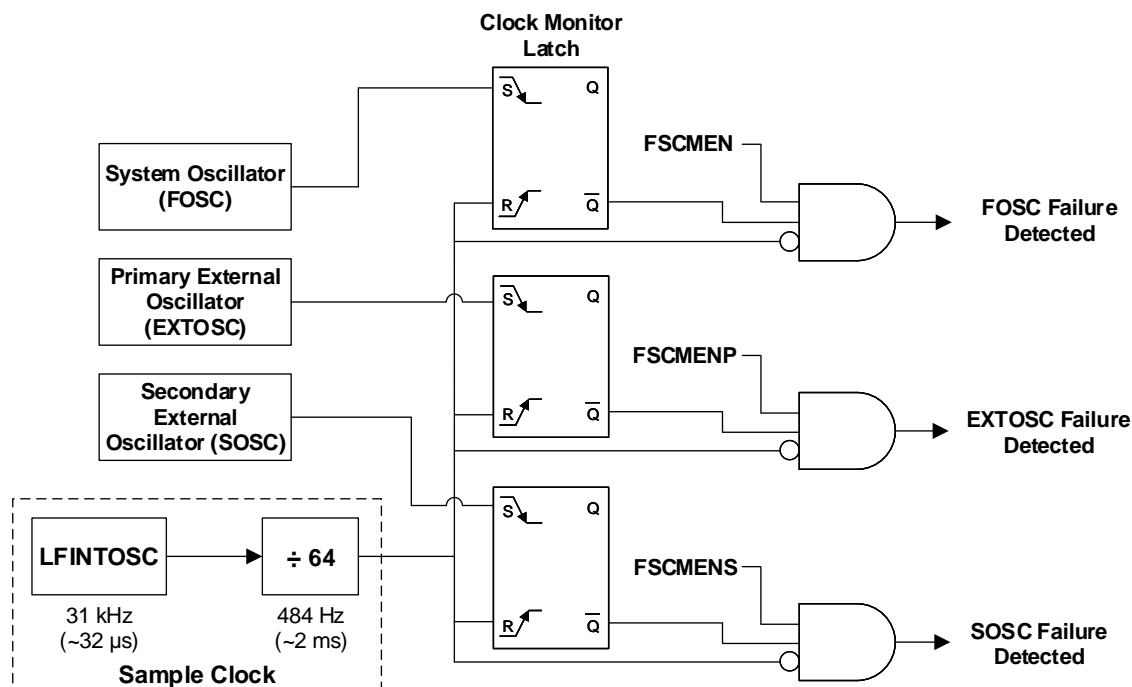 Clock Monitor
Latch
S
Q
R
Q̅
System Oscillator
(FOSC)
FSCMEN
FOSC Failure
Detected
Primary External
Oscillator
(EXTOSC)
S
Q
R
Q̅
FSCMENP
EXTOSC Failure
Detected
Secondary
External
Oscillator (SOSC)
S
Q
R
Q̅
FSCMENS
SOSC Failure
Detected
LFINTOSC
÷ 64
31 kHz
(~32 µs)
484 Hz
(~2 ms)
Sample Clock